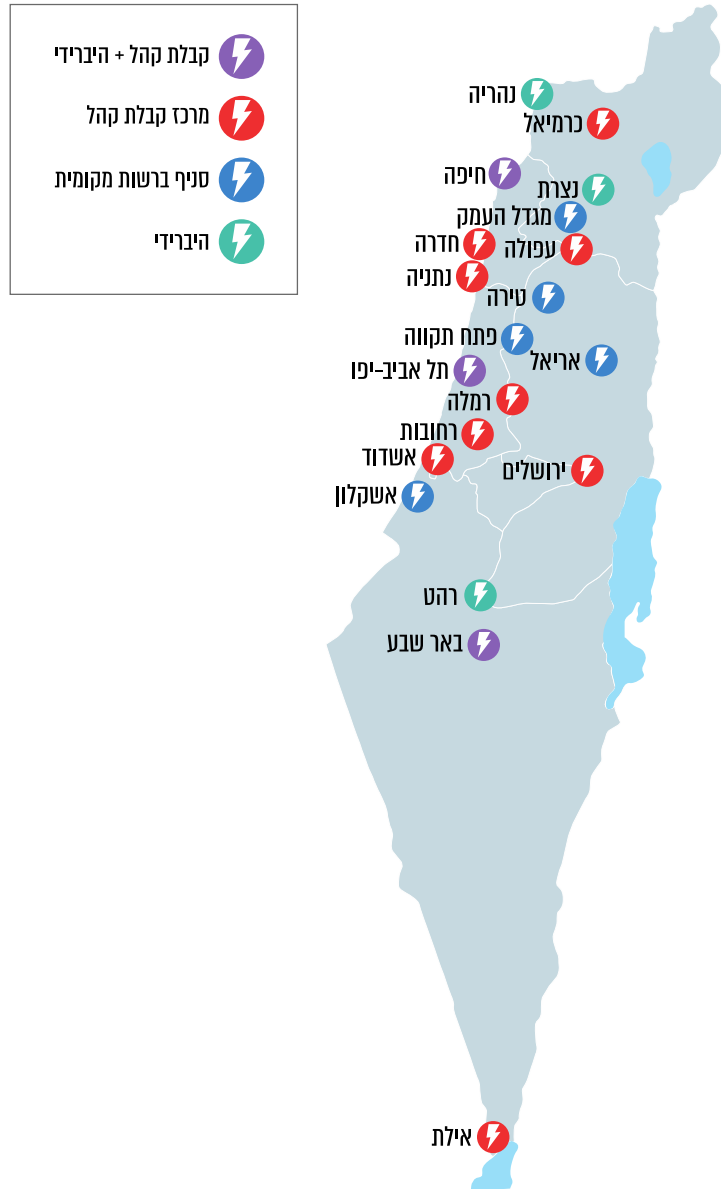 קבלת קהל + היברידי
מרכז קבלת קהל
סניף ברשות מקומית
היברידי
נהריה
כרמיאל
חיפה
נצרת
מגדל העמק
חדרה
עפולה
נתניה
טירה
פתח תקווה
אריאל
תל אביב-יפו
רמלה
רחובות
אשדוד
ירושלים
אשקלון
רהט
באר שבע
אילת